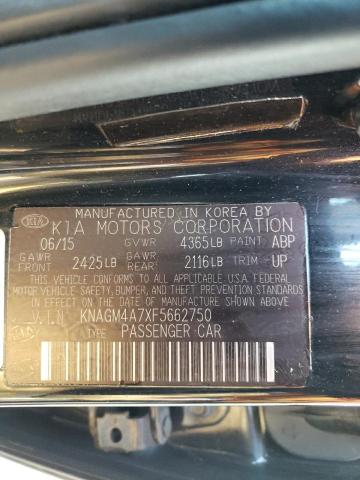 MANUFACTURED IN KOREA BY
KIA KIA MOTORS CORPORATION
06/15 GVWR 4365LB PAINT: ABP
GAWR FRONT 2425LB GAWR REAR: 2116LB TRIM : UP
THIS VEHICLE CONFORMS TO ALL APPLICABLE U.S.A. FEDERAL
MOTOR VEHICLE SAFETY, BUMPER, AND THEFT PREVENTION STANDARDS
IN EFFECT ON THE DATE OF MANUFACTURE SHOWN ABOVE.
V.I.N : KNAGM4A7XF5662750
TYPE : PASSENGER CAR